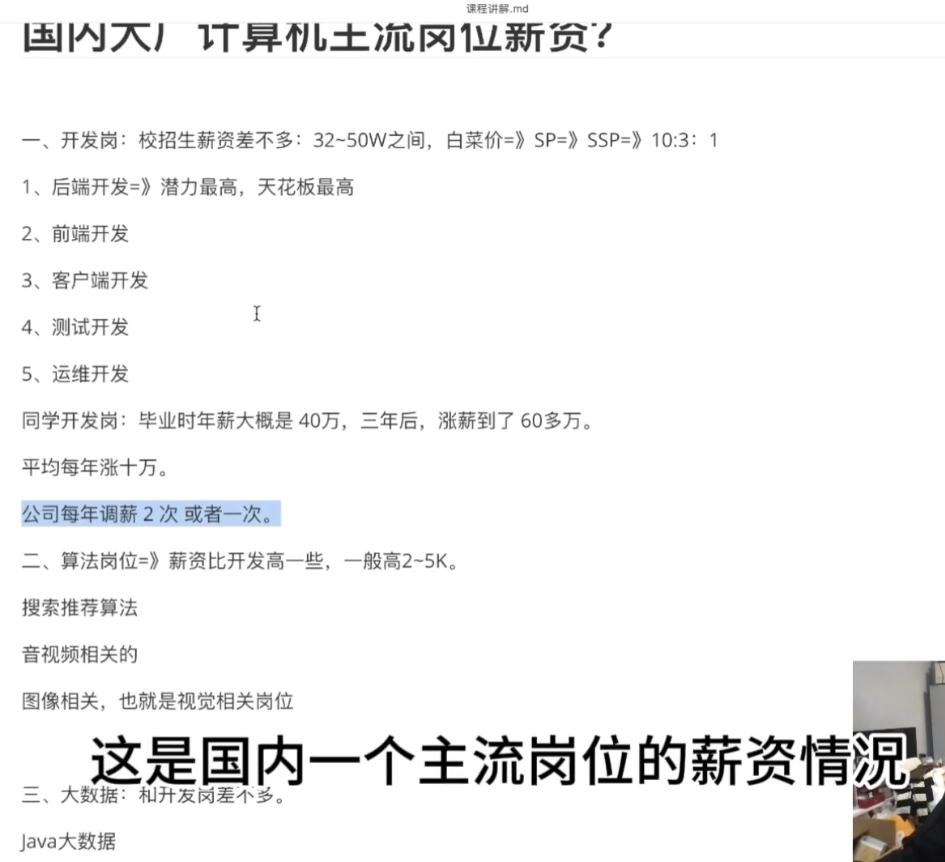 课程讲解.md
国内大厂计算机主流岗位薪资？
一、开发岗：校招生薪资差不多：32~50W之间，白菜价=》SP=》SSP=》10:3：1
1、后端开发=》潜力最高，天花板最高
2、前端开发
3、客户端开发
4、测试开发
5、运维开发
同学开发岗：毕业时年薪大概是 40万，三年后，涨薪到了 60多万。
平均每年涨十万。
公司每年调薪 2 次 或者一次。
二、算法岗位=》薪资比开发高一些，一般高2~5K。
搜索推荐算法
音视频相关的
图像相关，也就是视觉相关岗位
这是国内一个主流岗位的薪资情况
三、大数据：和开发岗差不多。
Java大数据